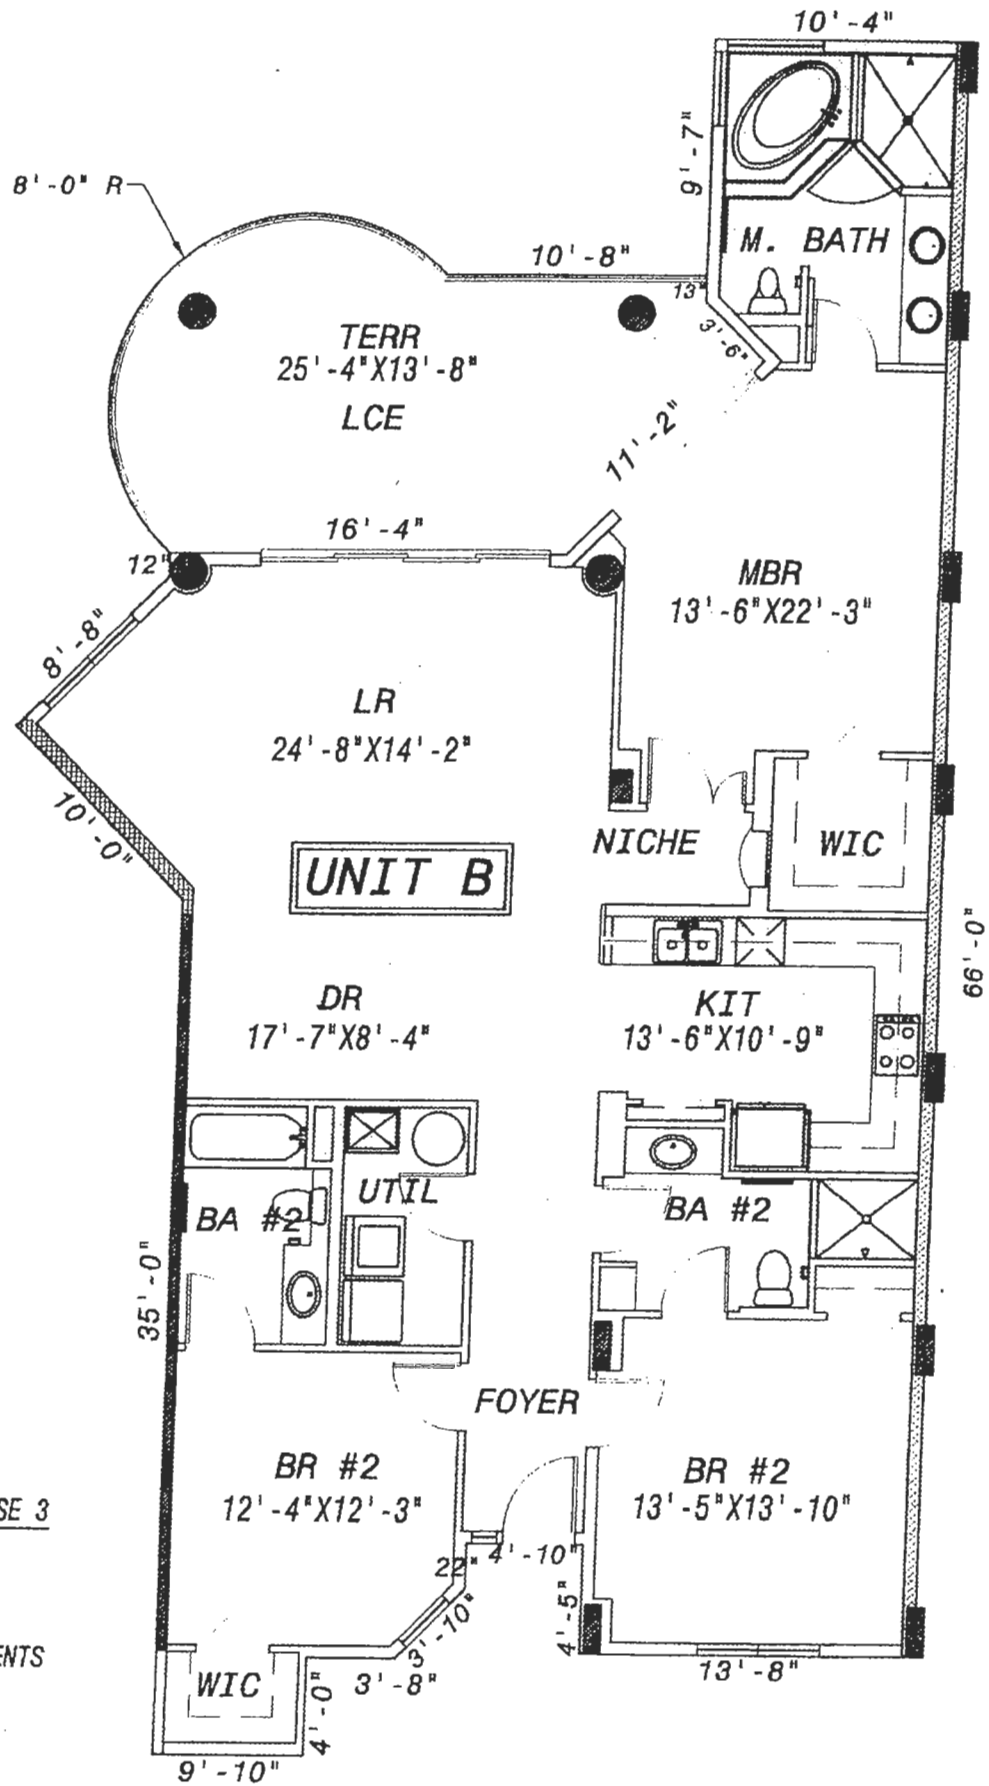 10'-4"
9'-7"
8'-0" R
M. BATH
10'-8"
13"
3'-6"
TERR
25'-4"X13'-8"
LCE
11'-2"
16'-4"
12"
MBR
13'-6"X22'-3"
8'-8"
LR
24'-8"X14'-2"
10'-0"
NICHE
WIC
UNIT B
66'-0"
DR
17'-7"X8'-4"
KIT
13'-6"X10'-9"
UTIL
BA #2
BA #2
35'-0"
FOYER
BR #2
12'-4"X12'-3"
BR #2
13'-5"X13'-10"
SE 3
22"
4'-10"
3'-10"
4'-5"
ENTS
WIC
3'-8"
13'-8"
4'-0"
9'-10"